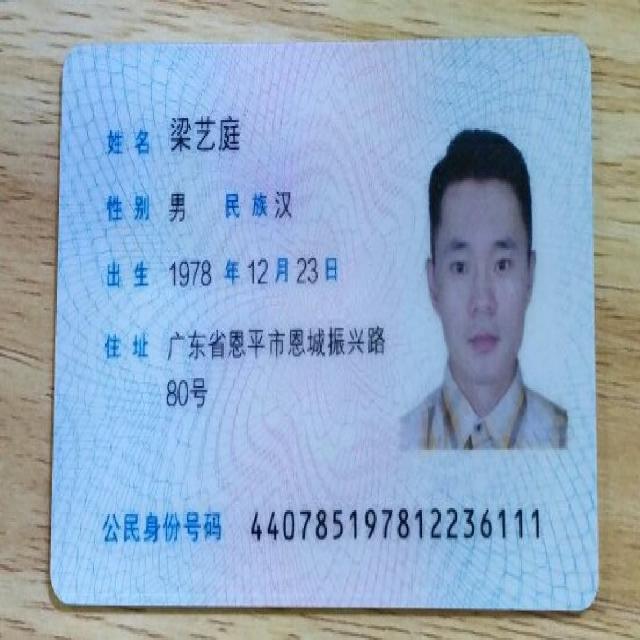 姓名 梁艺庭
性别 男 民族 汉
出生 1978 年 12 月 23 日
住址 广东省恩平市恩城振兴路
80号
公民身份号码 440785197812236111